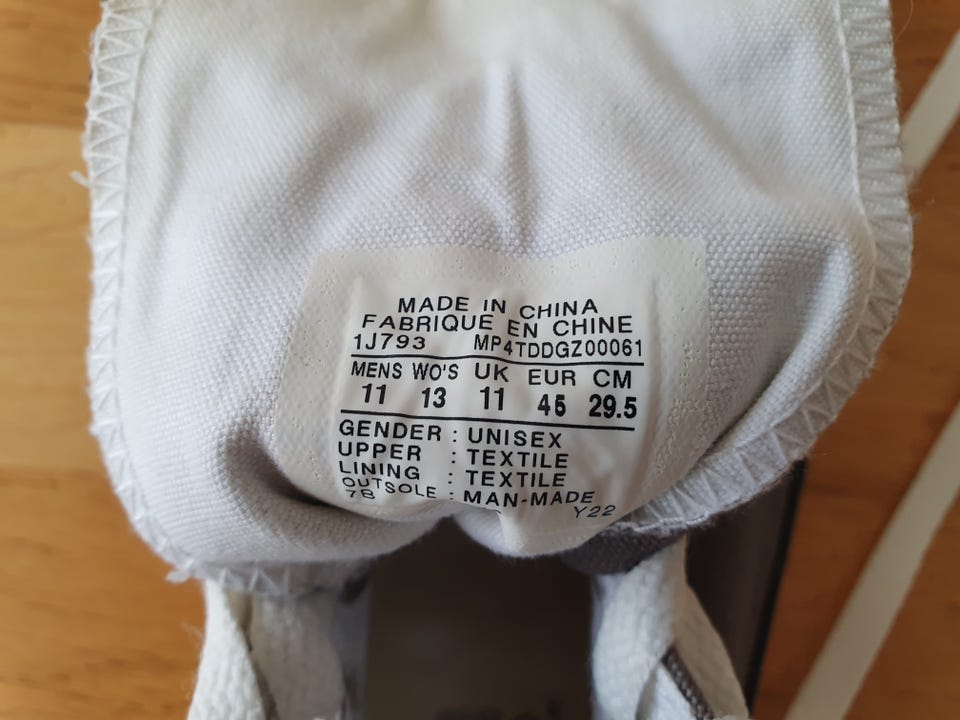 MADE IN CHINA
FABRIQUE EN CHINE
1J793 MP4TDDGZ00061
MENS WO'S UK EUR CM
11 13 11 46 29.5
GENDER : UNISEX
UPPER : TEXTILE
LINING : TEXTILE
OUTSOLE : MAN-MADE
7B Y22